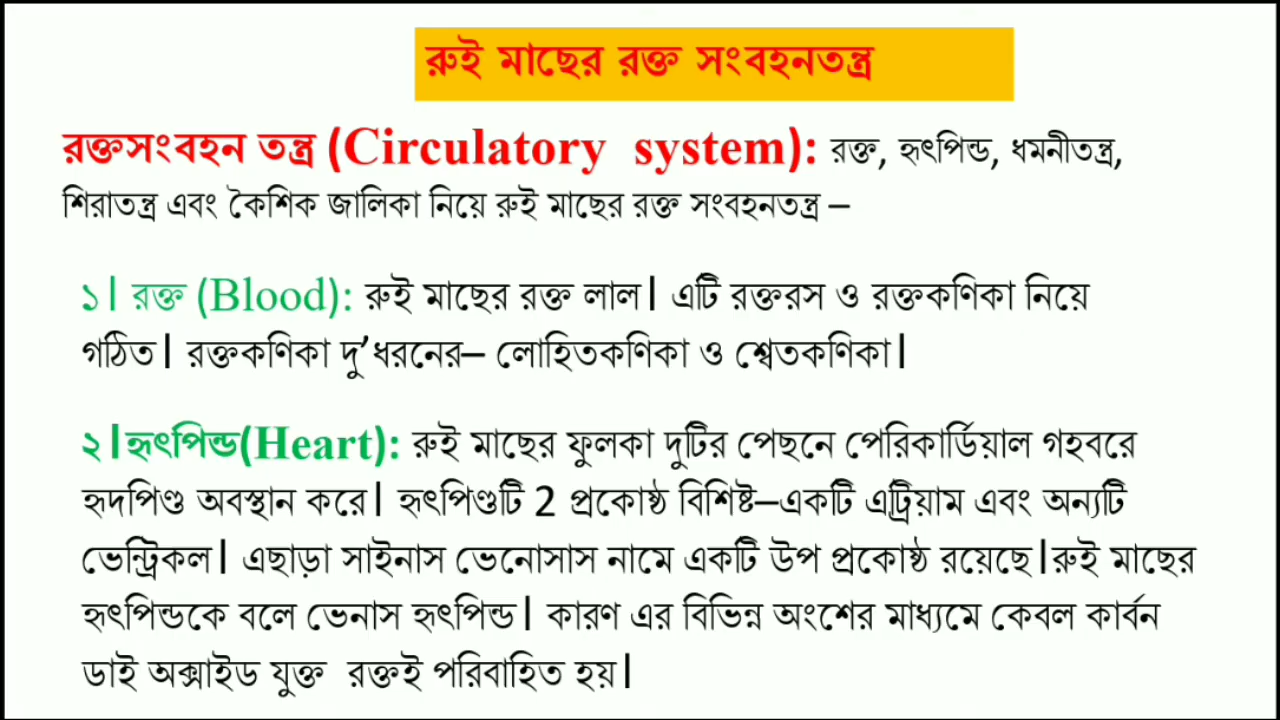 রুই মাছের রক্ত সংবহনতন্ত্র
রক্তসংবহন তন্ত্র (Circulatory system): রক্ত, হৃৎপিন্ড, ধমনীতন্ত্র,
শিরাতন্ত্র এবং কৈশিক জালিকা নিয়ে রুই মাছের রক্ত সংবহনতন্ত্র –
১। রক্ত (Blood): রুই মাছের রক্ত লাল। এটি রক্তরস ও রক্তকণিকা নিয়ে
গঠিত। রক্তকণিকা দু’ধরনের– লোহিতকণিকা ও শ্বেতকণিকা।
২।হৃৎপিন্ড(Heart): রুই মাছের ফুলকা দুটির পেছনে পেরিকার্ডিয়াল গহবরে
হৃদপিণ্ড অবস্থান করে। হৃৎপিণ্ডটি 2 প্রকোষ্ঠ বিশিষ্ট–একটি এট্রিয়াম এবং অন্যটি
ভেন্ট্রিকল। এছাড়া সাইনাস ভেনোসাস নামে একটি উপ প্রকোষ্ঠ রয়েছে।রুই মাছের
হৃৎপিন্ডকে বলে ভেনাস হৃৎপিন্ড। কারণ এর বিভিন্ন অংশের মাধ্যমে কেবল কার্বন
ডাই অক্সাইড যুক্ত রক্তই পরিবাহিত হয়।